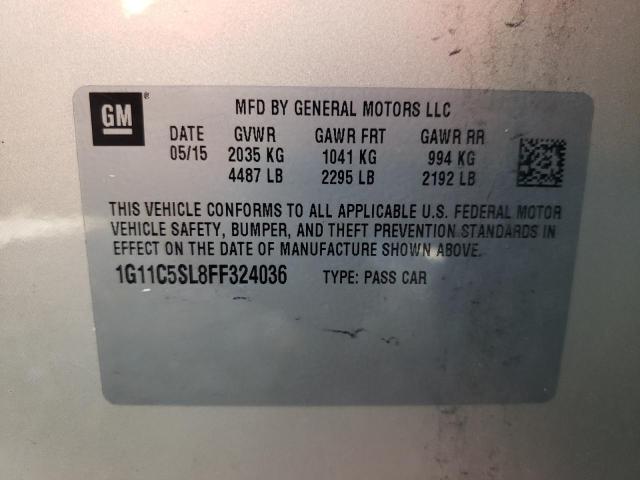 GM®
MFD BY GENERAL MOTORS LLC
DATE GVWR GAWR FRT GAWR RR
05/15 2035 KG 1041 KG 994 KG
4487 LB 2295 LB 2192 LB
THIS VEHICLE CONFORMS TO ALL APPLICABLE U.S. FEDERAL MOTOR
VEHICLE SAFETY, BUMPER, AND THEFT PREVENTION STANDARDS IN
EFFECT ON THE DATE OF MANUFACTURE SHOWN ABOVE.
1G11C5SL8FF324036 TYPE: PASS CAR